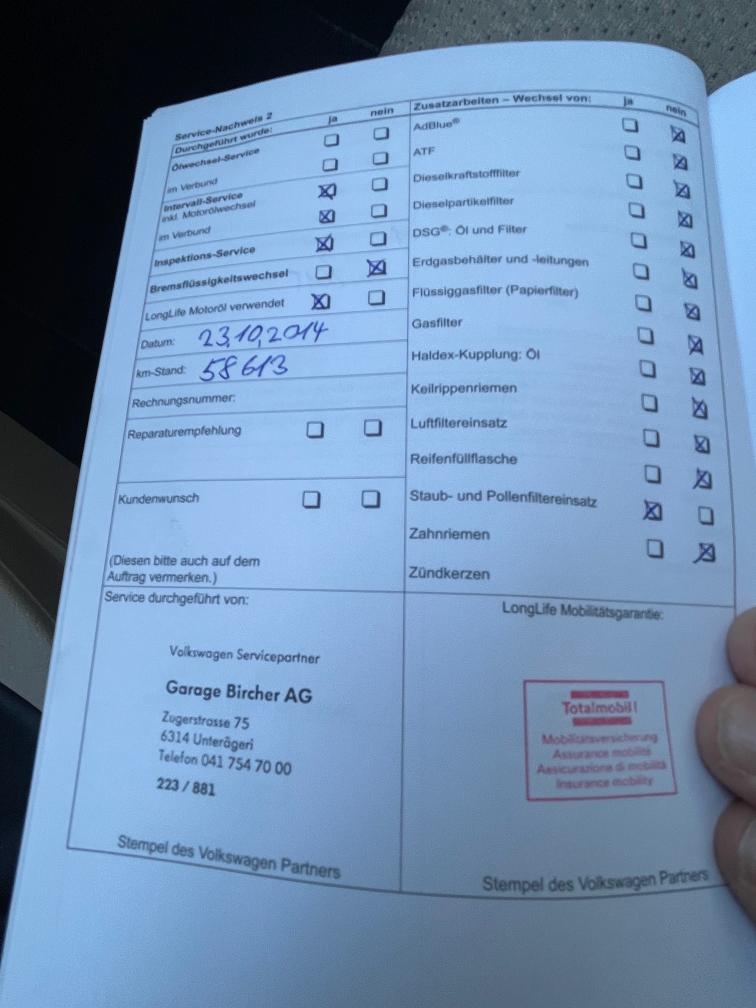 Service-Nachweis 2
Durchgeführt wurde: ja nein
Ölwechsel-Service
im Verbund
Intervall-Service
inkl. Motorölwechsel
im Verbund
Inspektions-Service
Bremsflüssigkeitswechsel
LongLife Motoröl verwendet
Datum: 23,10,2014
km-Stand: 58613
Rechnungsnummer:
Reparaturempfehlung
Kundenwunsch
(Diesen bitte auch auf dem
Auftrag vermerken.)
Zusatzarbeiten – Wechsel von: ja nein
AdBlue®
ATF
Dieselkraftstofffilter
Dieselpartikelfilter
DSG®: Öl und Filter
Erdgasbehälter und -leitungen
Flüssiggasfilter (Papierfilter)
Gasfilter
Haldex-Kupplung: Öl
Keilrippenriemen
Luftfiltereinsatz
Reifenfüllflasche
Staub- und Pollenfiltereinsatz
Zahnriemen
Zündkerzen
Service durchgeführt von:
Volkswagen Servicepartner
Garage Bircher AG
Zugerstrasse 75
6314 Unterägeri
Telefon 041 754 70 00
223 / 881
Stempel des Volkswagen Partners
LongLife Mobilitätsgarantie:
Totalmobil!
Mobilitätsversicherung
Assurance mobilité
Assicurazione di mobilità
Insurance mobility
Stempel des Volkswagen Partners